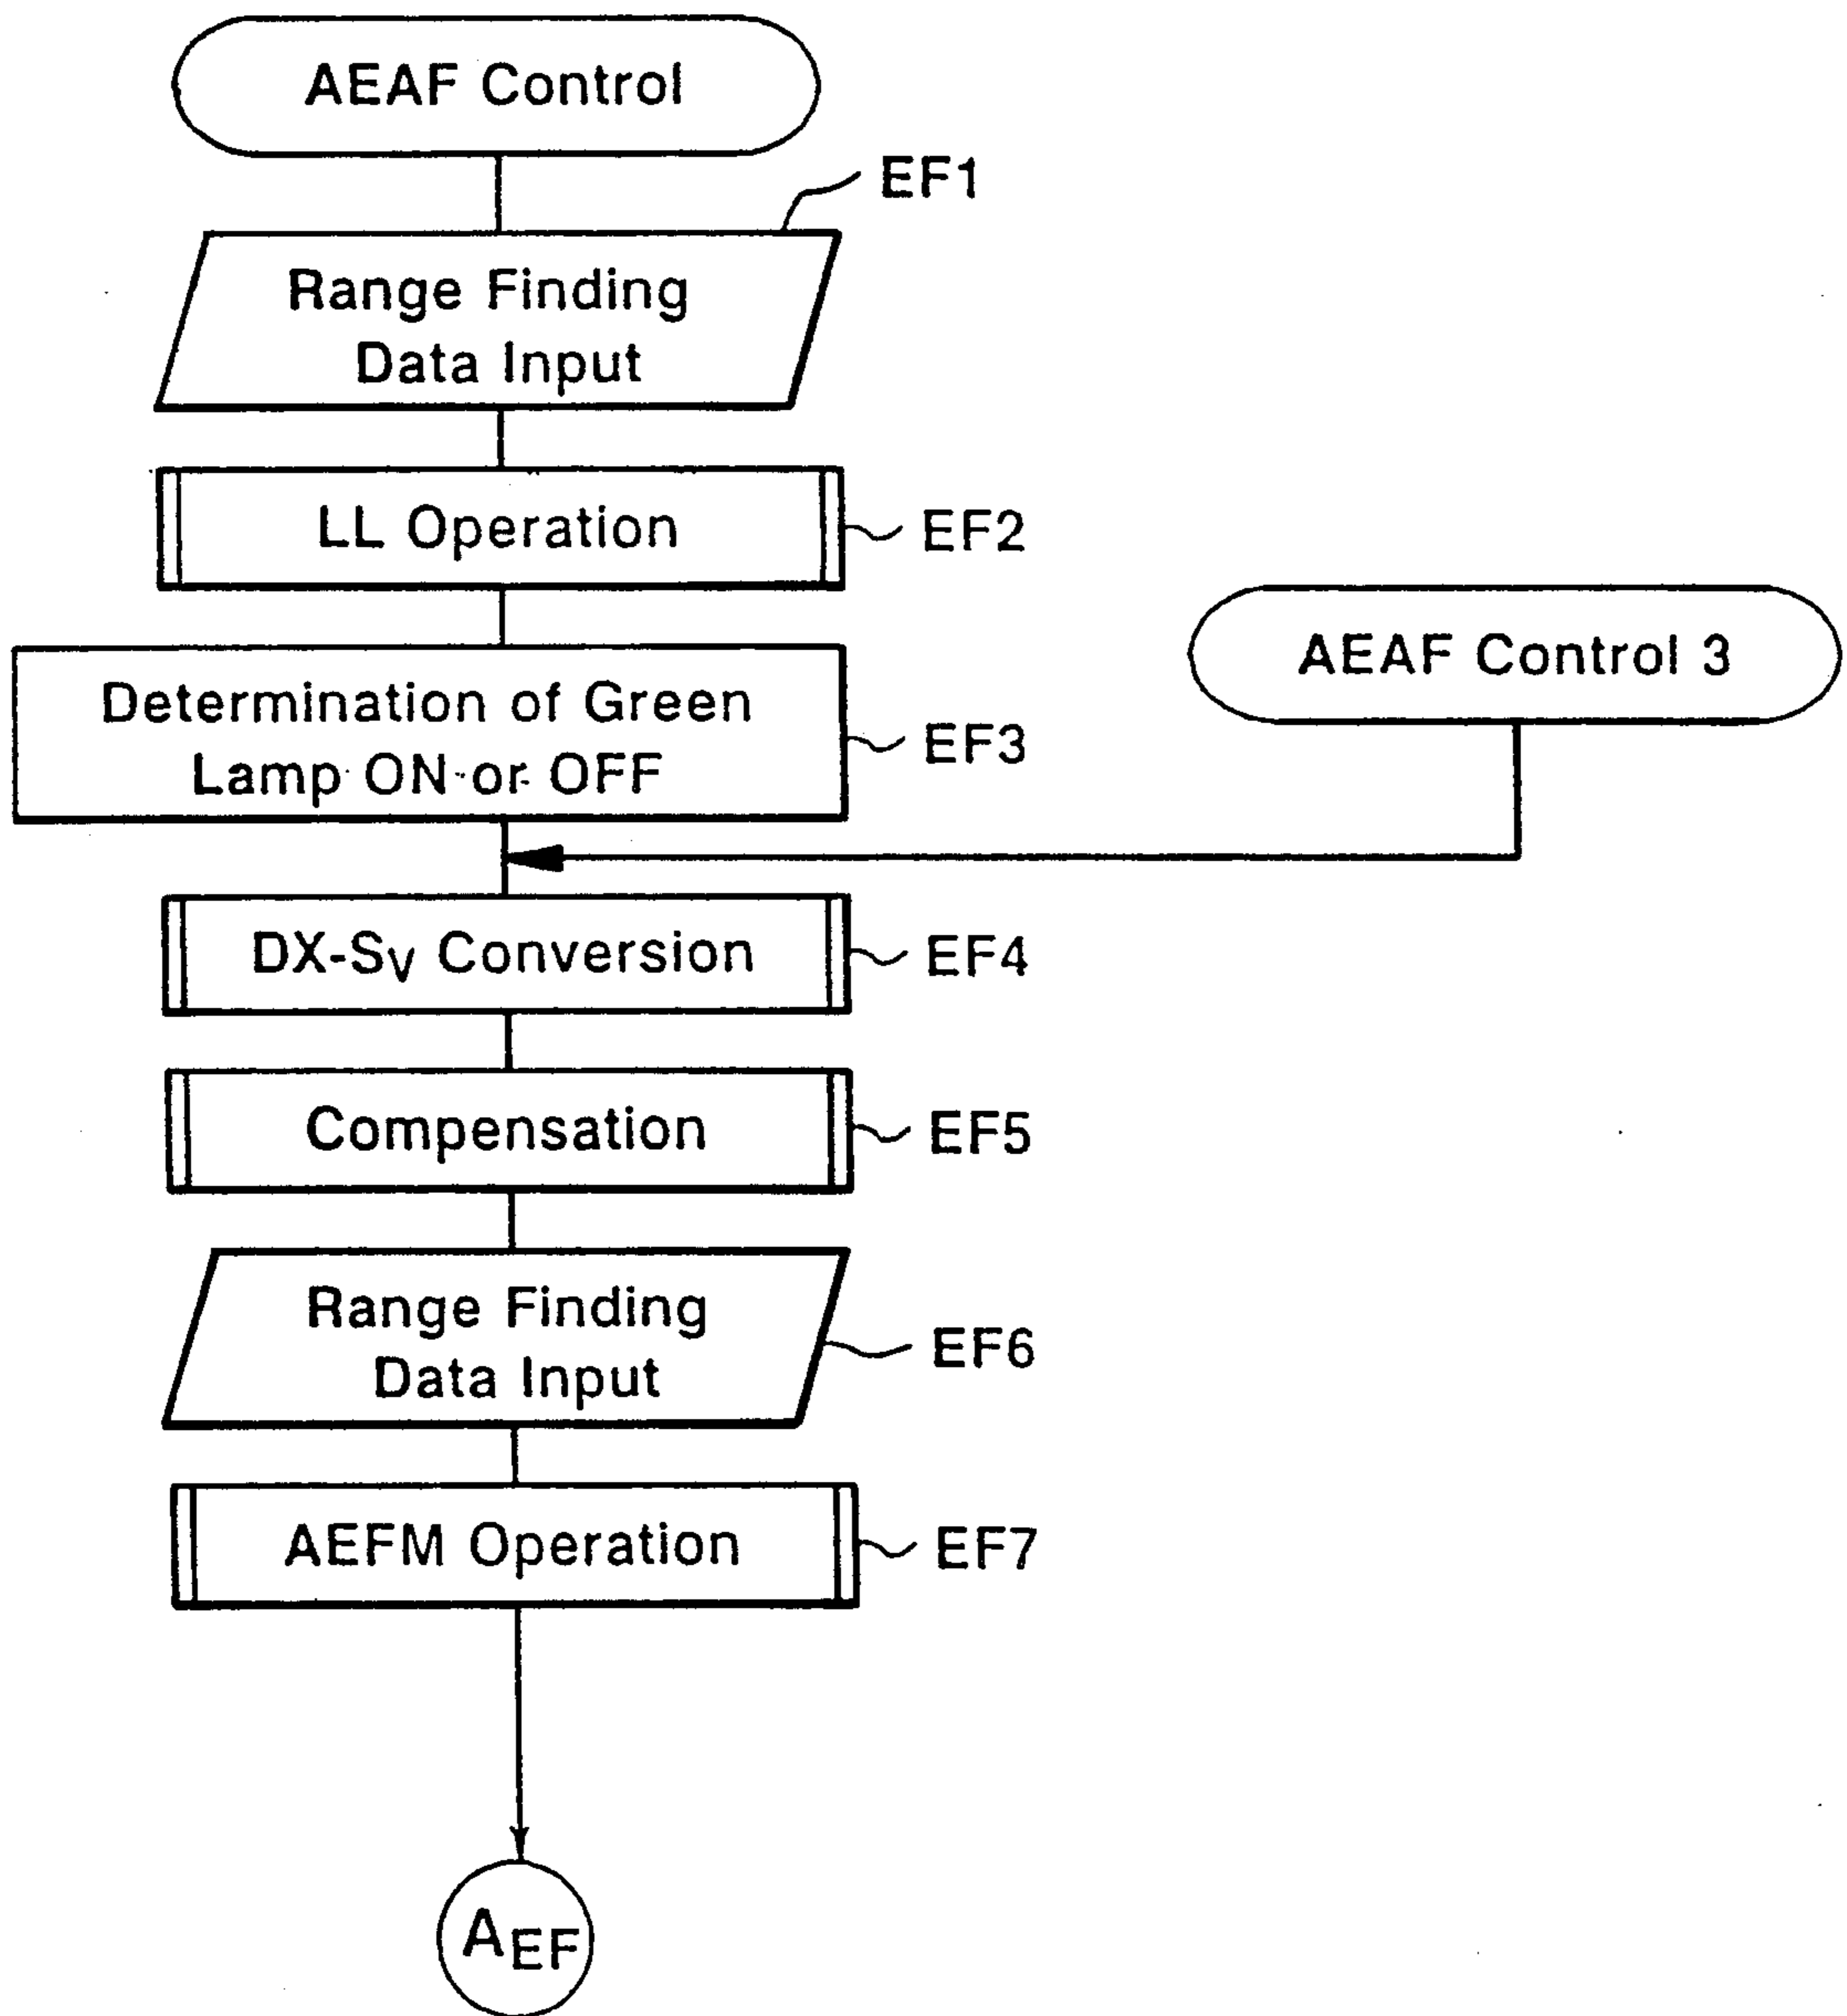 AEAF Control
EF1
Range Finding
Data Input
LL Operation
EF2
Determination of Green
Lamp ON or OFF
EF3
AEAF Control 3
DX-Sv Conversion
EF4
Compensation
EF5
Range Finding
Data Input
EF6
AEFM Operation
EF7
AEF